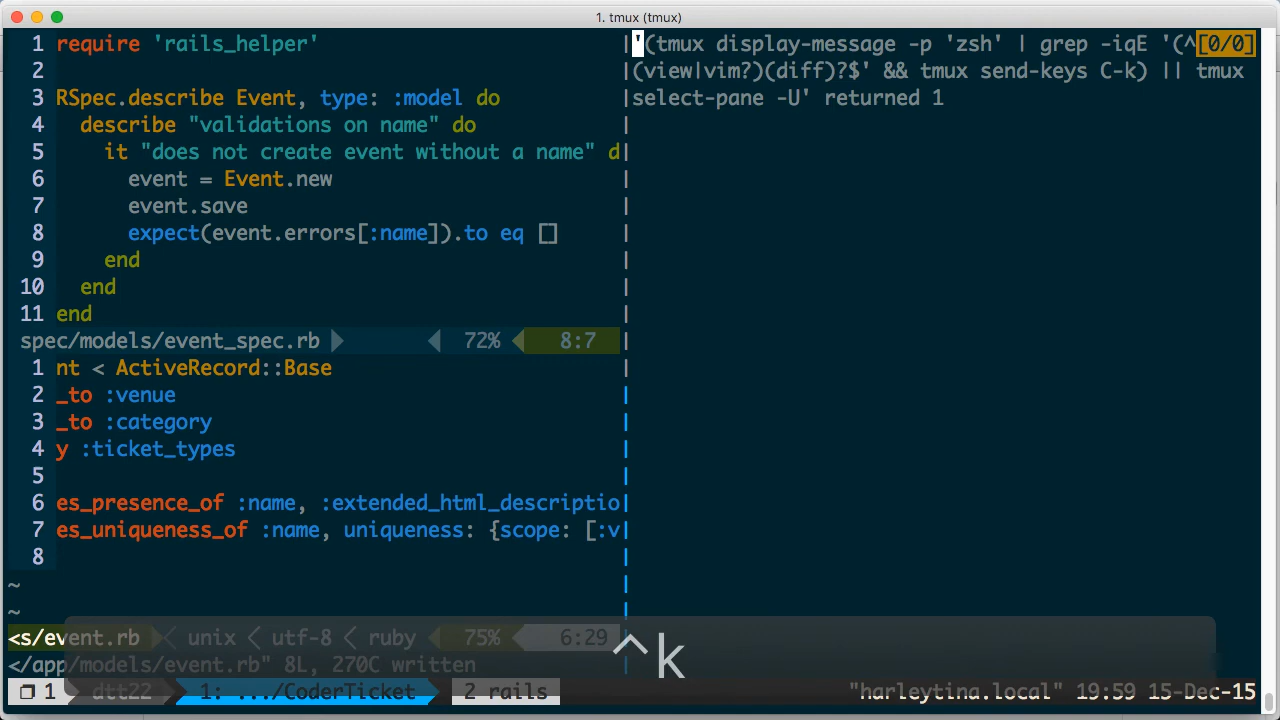 1. tmux (tmux)
1 require 'rails_helper'
2
3 RSpec.describe Event, type: :model do
4 describe "validations on name" do
5 it "does not create event without a name" d
6 event = Event.new
7 event.save
8 expect(event.errors[:name]).to eq []
9 end
10 end
11 end
spec/models/event_spec.rb 72% 8:7
1 nt < ActiveRecord::Base
2 _to :venue
3 _to :category
4 y :ticket_types
5
6 es_presence_of :name, :extended_html_descriptio
7 es_uniqueness_of :name, uniqueness: {scope: [:v
8
~
~
<s/event.rb unix < utf-8 < ruby 75% 6:29
</app/models/event.rb" 8L, 270C written
'(tmux display-message -p 'zsh' | grep -iqE '(^[0/0]
(view|vim?)(diff)?$' && tmux send-keys C-k) || tmux
select-pane -U' returned 1
^k
1 dtt22 1: .../CoderTicket 2 rails "harleytina.local" 19:59 15-Dec-15